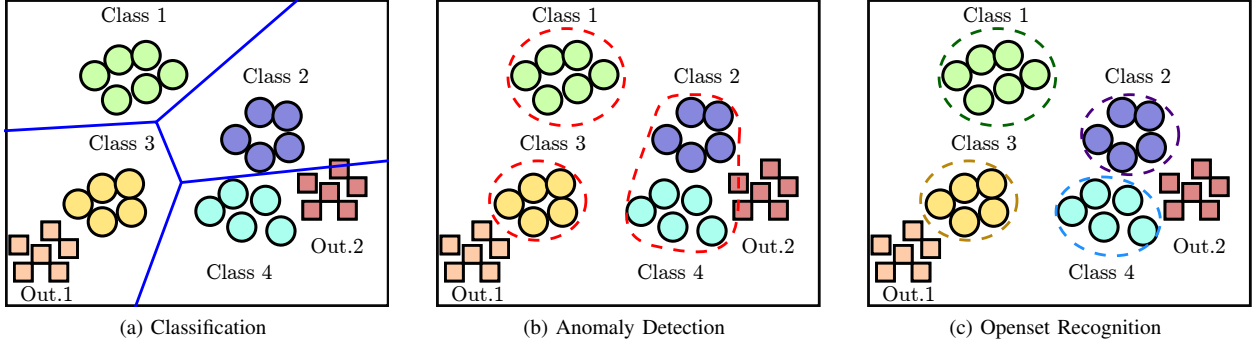 Class 1
Class 2
Class 3
Class 4
Out.2
Out.1
(a) Classification
Class 1
Class 2
Class 3
Class 4
Out.2
Out.1
(b) Anomaly Detection
Class 1
Class 2
Class 3
Class 4
Out.2
Out.1
(c) Openset Recognition